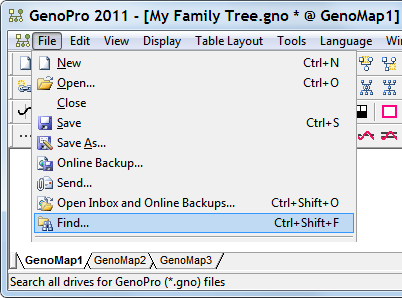 GenoPro 2011 - [My Family Tree.gno * @ GenoMap1]
File Edit View Display Table Layout Tools Language Win
New Ctrl+N
Open... Ctrl+O
Close
Save Ctrl+S
Save As...
Online Backup...
Send...
Open Inbox and Online Backups... Ctrl+Shift+O
Find... Ctrl+Shift+F
GenoMap1 GenoMap2 GenoMap3
Search all drives for GenoPro (*.gno) files